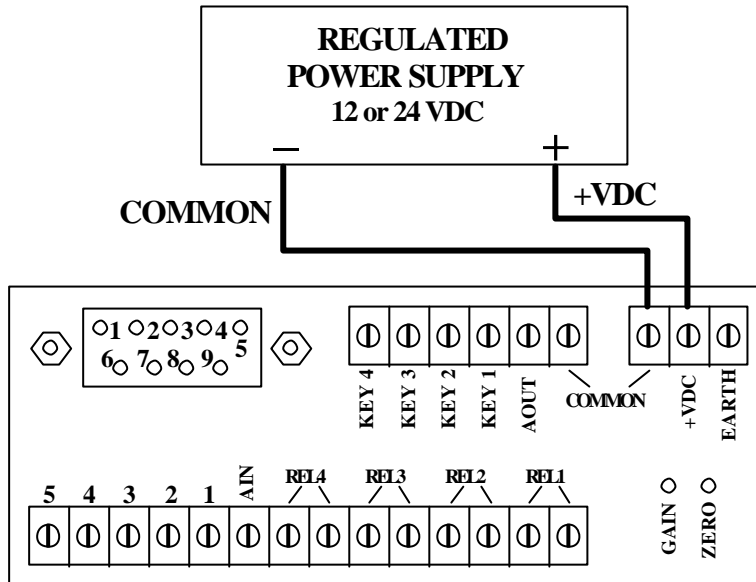 REGULATED
POWER SUPPLY
12 or 24 VDC
− +
COMMON
+VDC
1 2 3 4 5
6 7 8 9
KEY 4
KEY 3
KEY 2
KEY 1
AOUT
COMMON
+VDC
EARTH
5 4 3 2 1 AIN REL4 REL3 REL2 REL1
GAIN
ZERO